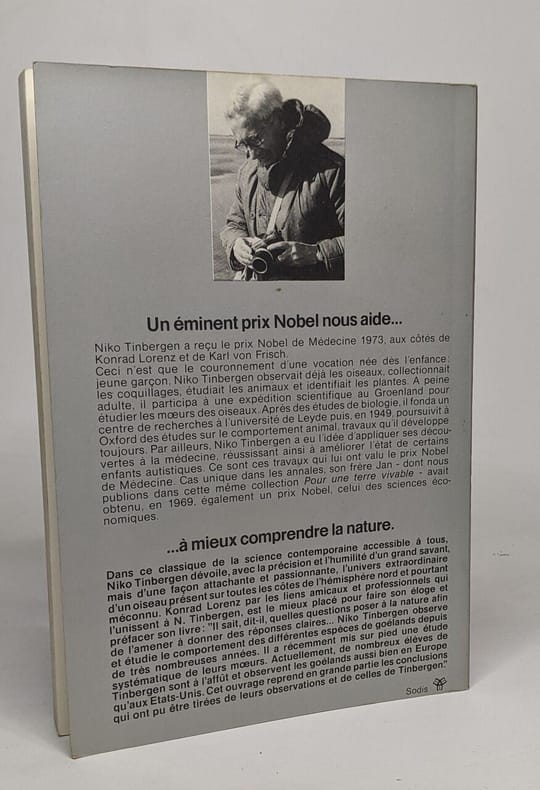 Un éminent prix Nobel nous aide...
Niko Tinbergen a reçu le prix Nobel de Médecine 1973, aux côtés de
Konrad Lorenz et de Karl von Frisch.
Ceci n'est que le couronnement d'une vocation née dès l'enfance:
jeune garçon, Niko Tinbergen observait déjà les oiseaux, collectionnait
les coquillages, étudiait les animaux et identifiait les plantes. A peine
adulte, il participa à une expédition scientifique au Groenland pour
étudier les mœurs des oiseaux. Après des études de biologie, il fonda un
centre de recherches à l'université de Leyde puis, en 1949, poursuivit à
Oxford des études sur le comportement animal, travaux qu'il développe
toujours. Par ailleurs, Niko Tinbergen a eu l'idée d'appliquer ses décou-
vertes à la médecine, réussissant ainsi à améliorer l'état de certains
enfants autistiques. Ce sont ces travaux qui lui ont valu le prix Nobel
de Médecine. Cas unique dans les annales, son frère Jan - dont nous
publions dans cette même collection Pour une terre vivable - avait
obtenu, en 1969, également un prix Nobel, celui des sciences éco-
nomiques.
...à mieux comprendre la nature.
Dans ce classique de la science contemporaine accessible à tous,
Niko Tinbergen dévoile, avec la précision et l'humilité d'un grand savant,
mais d'une façon attachante et passionnante, l'univers extraordinaire
d'un oiseau présent sur toutes les côtes de l'hémisphère nord et pourtant
méconnu. Konrad Lorenz par les liens amicaux et professionnels qui
l'unissent à N. Tinbergen, est le mieux placé pour faire son éloge et
préfacer son livre: "Il sait, dit-il, quelles questions poser à la nature afin
de l'amener à donner des réponses claires... Niko Tinbergen observe
et étudie le comportement des différentes espèces de goélands depuis
de très nombreuses années. Il a récemment mis sur pied une étude
systématique de leurs mœurs. Actuellement, de nombreux élèves de
Tinbergen sont à l'affût et observent les goélands aussi bien en Europe
qu'aux Etats-Unis. Cet ouvrage reprend en grande partie les conclusions
qui ont pu être tirées de leurs observations et de celles de Tinbergen."
Sodis